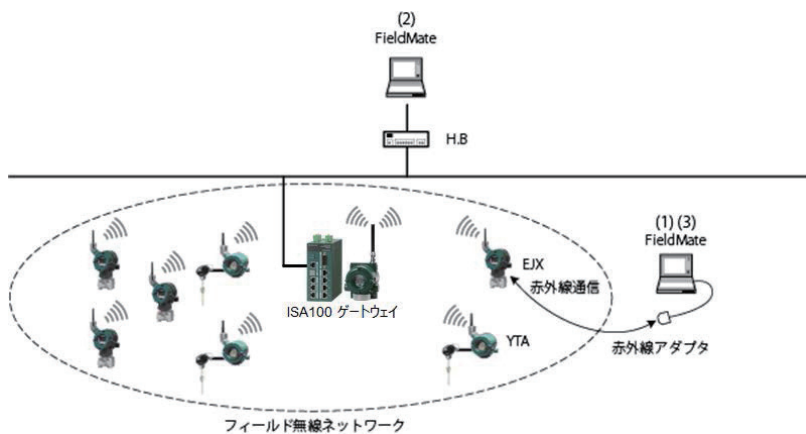 (2)
FieldMate
H.B
(1) (3)
FieldMate
EJX
赤外線通信
ISA100 ゲートウェイ
YTA
赤外線アダプタ
フィールド無線ネットワーク